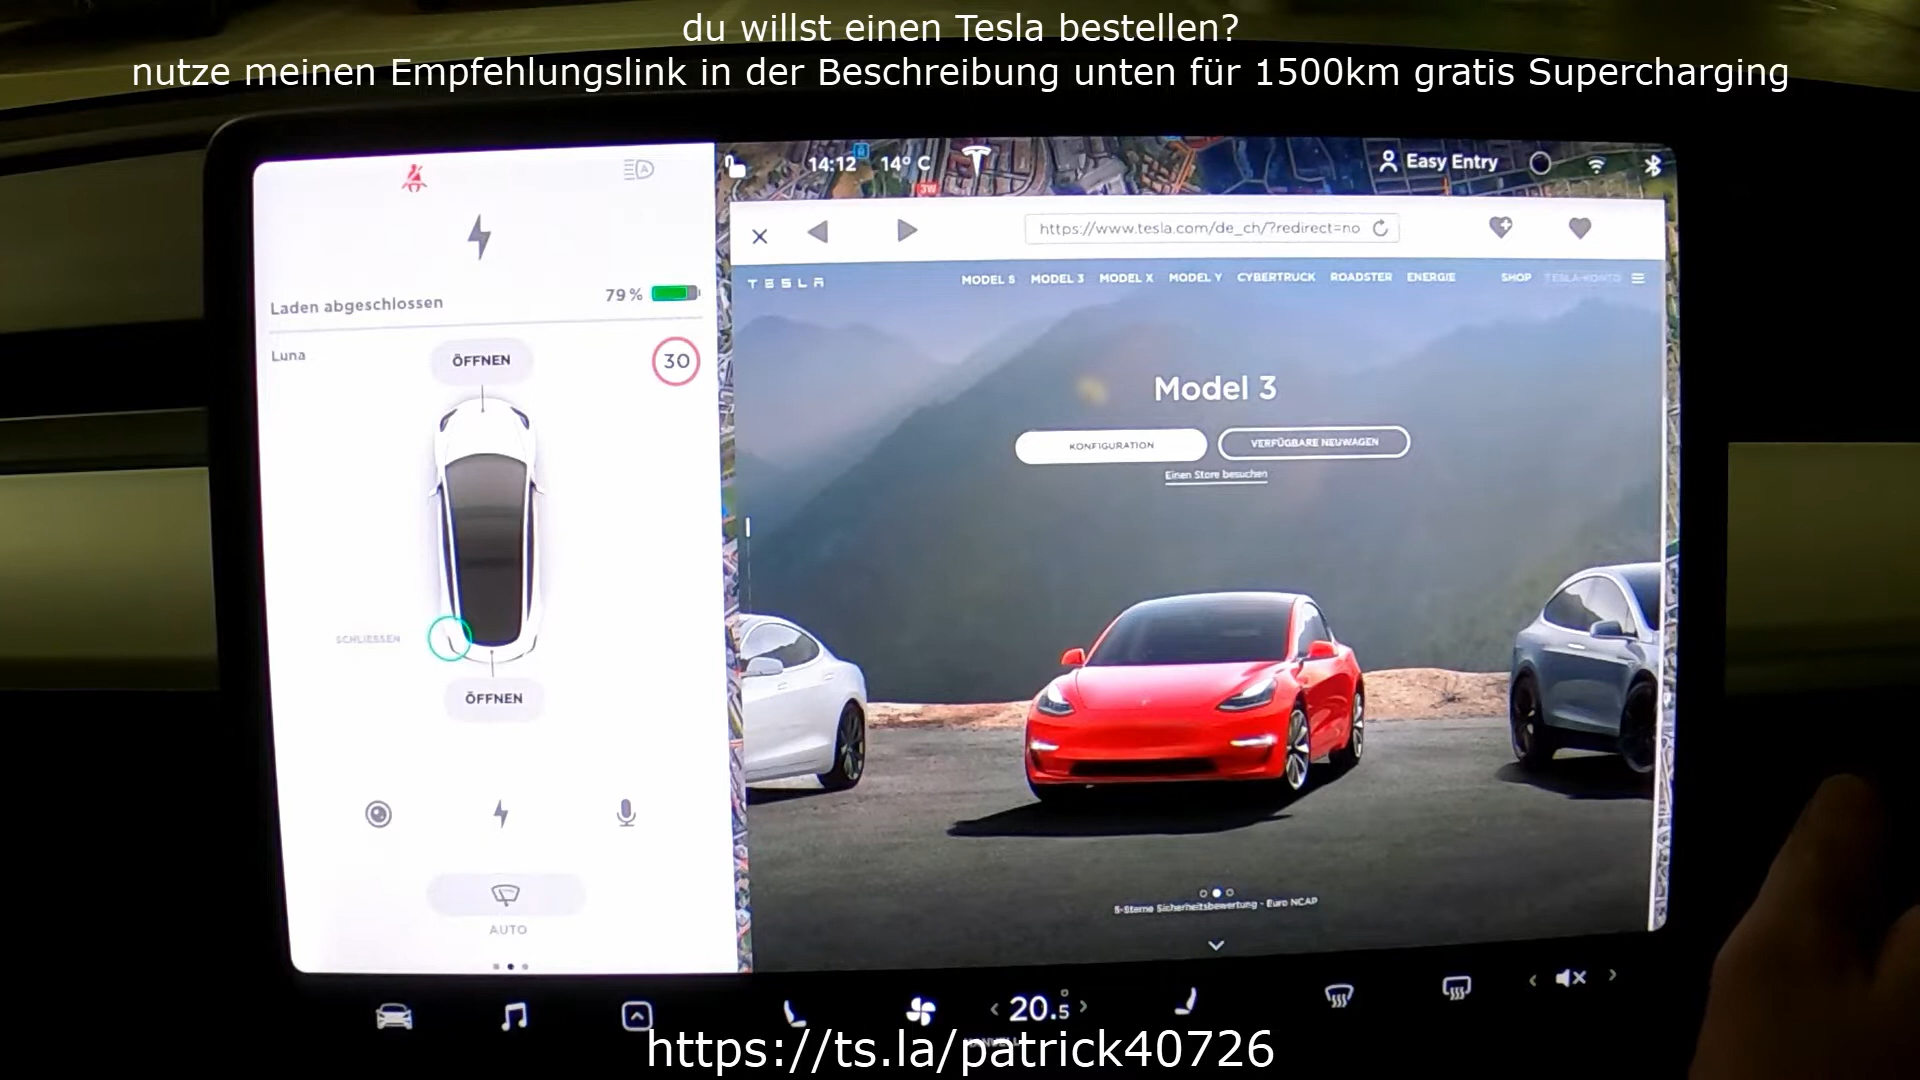 du willst einen Tesla bestellen?
nutze meinen Empfehlungslink in der Beschreibung unten für 1500km gratis Supercharging
14:12 14° C
Easy Entry
3W
https://www.tesla.com/de_ch/?redirect=no
TESLA
MODEL S MODEL 3 MODEL X MODEL Y CYBERTRUCK ROADSTER ENERGIE SHOP TESLA-KONTO
Laden abgeschlossen 79 %
Luna
ÖFFNEN
30
Model 3
KONFIGURATION VERFÜGBARE NEUWAGEN
Einen Store besuchen
SCHLIESSEN
ÖFFNEN
5-Sterne Sicherheitsbewertung - Euro NCAP
AUTO
20.5°
https://ts.la/patrick40726